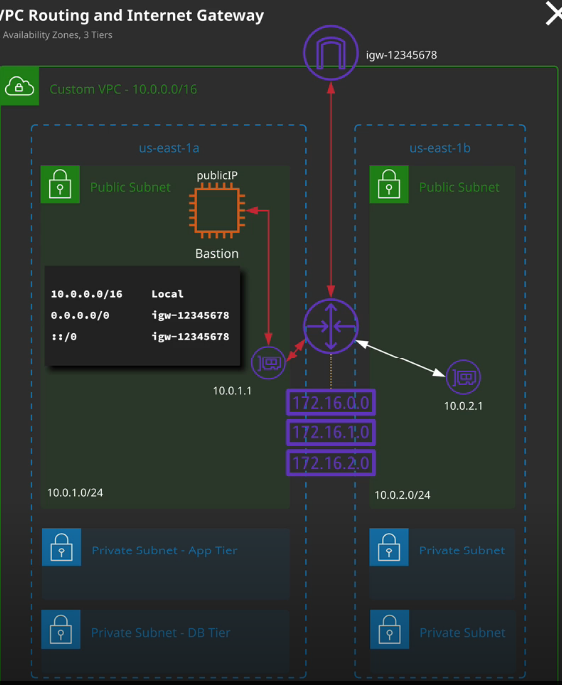 VPC Routing and Internet Gateway
Availability Zones, 3 Tiers
igw-12345678
Custom VPC - 10.0.0.0/16
us-east-1a
us-east-1b
Public Subnet
publicIP
Public Subnet
Bastion
10.0.0.0/16 Local
0.0.0.0/0 igw-12345678
::/0 igw-12345678
10.0.1.1
10.0.2.1
172.16.0.0
172.16.1.0
172.16.2.0
10.0.1.0/24
10.0.2.0/24
Private Subnet - App Tier
Private Subnet
Private Subnet - DB Tier
Private Subnet